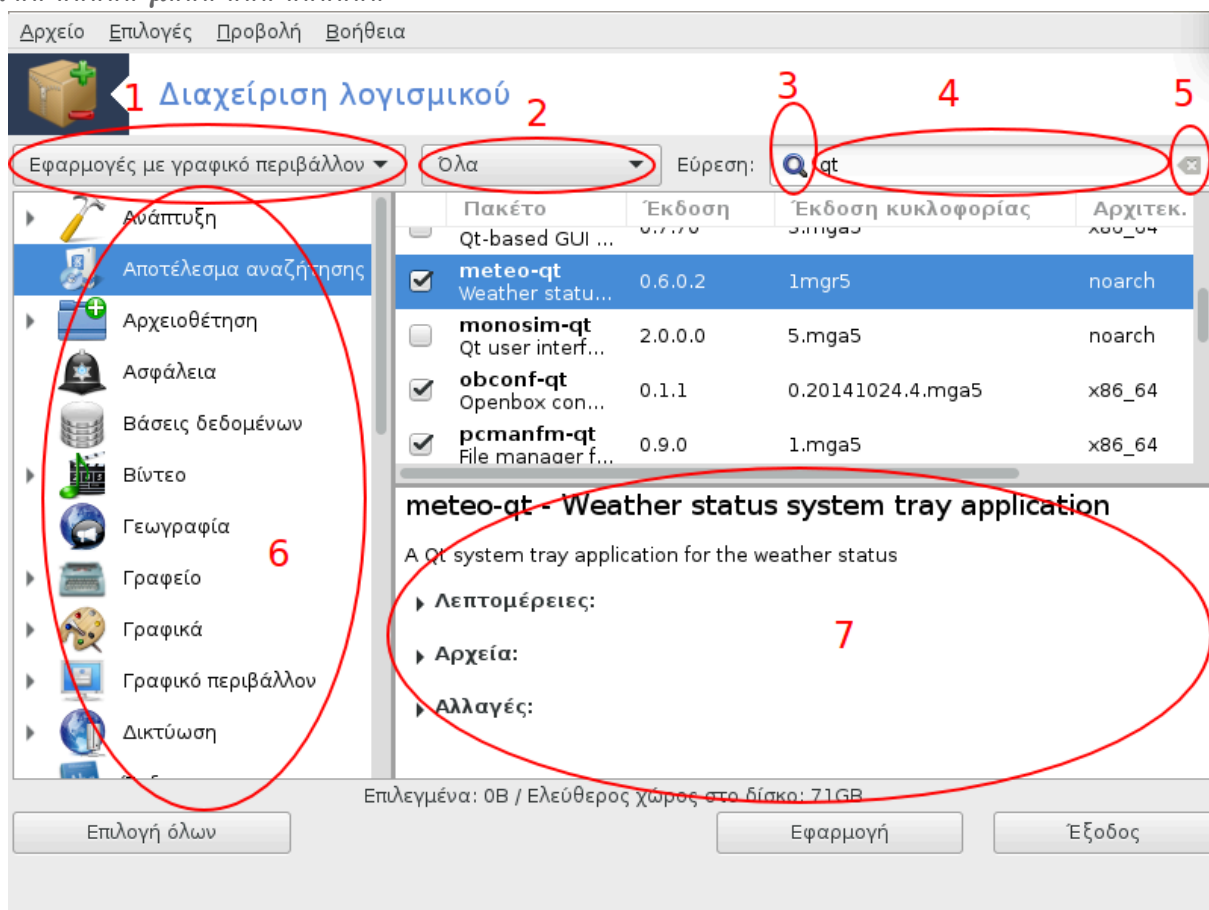 Αρχείο Επιλογές Προβολή Βοήθεια
1 Διαχείριση λογισμικού
2 3 4 5
Εφαρμογές με γραφικό περιβάλλον Όλα Εύρεση: qt
Ανάπτυξη
Αποτέλεσμα αναζήτησης
Αρχειοθέτηση
Ασφάλεια
Βάσεις δεδομένων
Βίντεο
Γεωγραφία
Γραφείο
6
Γραφικά
Γραφικό περιβάλλον
Δικτύωση
Πακέτο Έκδοση Έκδοση κυκλοφορίας Αρχιτεκ.
Qt-based GUI ...
meteo-qt 0.6.0.2 1mgr5 noarch
Weather statu...
monosim-qt 2.0.0.0 5.mga5 noarch
Qt user interf...
obconf-qt 0.1.1 0.20141024.4.mga5 x86_64
Openbox con...
pcmanfm-qt 0.9.0 1.mga5 x86_64
File manager f...
meteo-qt - Weather status system tray application
A Qt system tray application for the weather status
Λεπτομέρειες:
7
Αρχεία:
Αλλαγές:
Επιλεγμένα: 0B / Ελεύθερος χώρος στο δίσκο: 71GB
Επιλογή όλων Εφαρμογή Έξοδος